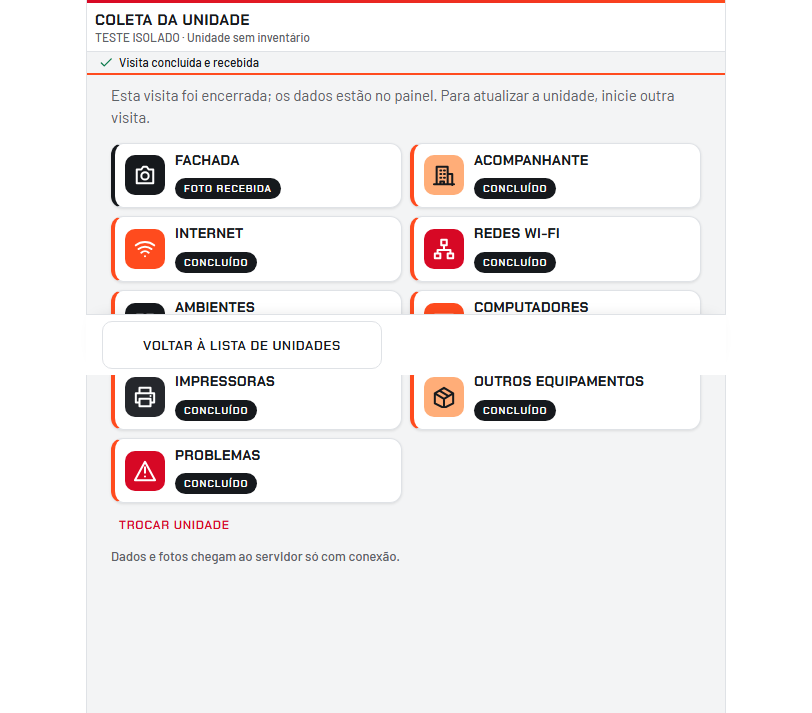 COLETA DA UNIDADE
TESTE ISOLADO · Unidade sem inventário
Visita concluída e recebida
Esta visita foi encerrada; os dados estão no painel. Para atualizar a unidade, inicie outra
visita.
FACHADA
FOTO RECEBIDA
ACOMPANHANTE
CONCLUÍDO
INTERNET
CONCLUÍDO
REDES WI-FI
CONCLUÍDO
AMBIENTES
COMPUTADORES
VOLTAR À LISTA DE UNIDADES
IMPRESSORAS
CONCLUÍDO
OUTROS EQUIPAMENTOS
CONCLUÍDO
PROBLEMAS
CONCLUÍDO
TROCAR UNIDADE
Dados e fotos chegam ao servidor só com conexão.